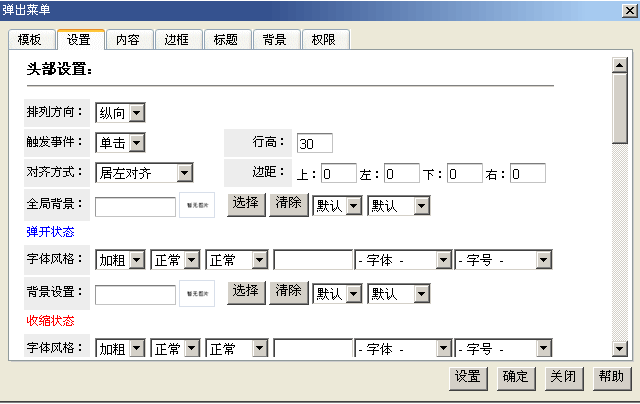 弹出菜单
模板 设置 内容 边框 标题 背景 权限
头部设置：
排列方向： 纵向
触发事件： 单击 行高： 30
对齐方式： 居左对齐 边距： 上： 0 左： 0 下： 0 右： 0
全局背景： 暂无图片 选择 清除 默认 默认
弹开状态
字体风格： 加粗 正常 正常 - 字体 - - 字号 -
背景设置： 暂无图片 选择 清除 默认 默认
收缩状态
字体风格： 加粗 正常 正常 - 字体 - - 字号 -
设置 确定 关闭 帮助